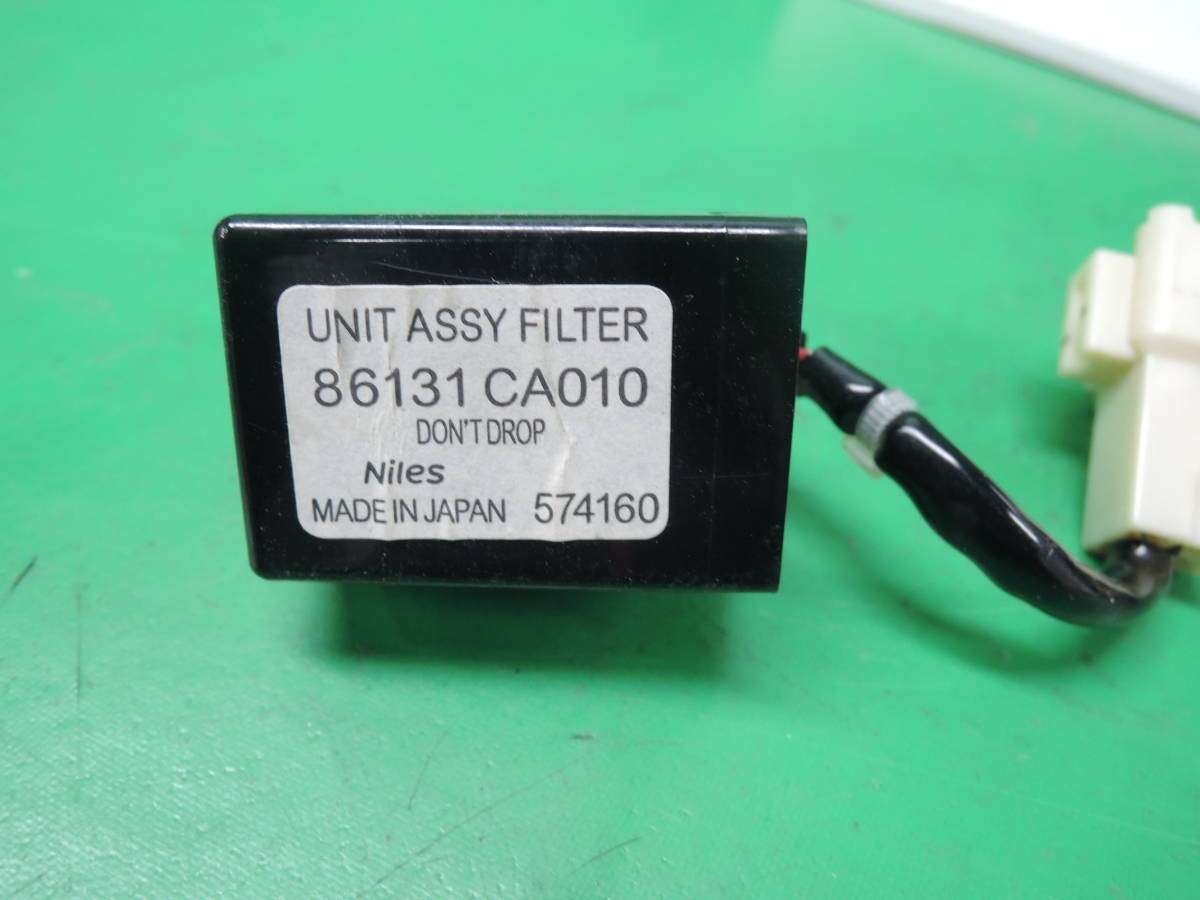 UNIT ASSY FILTER
86131 CA010
DON'T DROP
Niles
MADE IN JAPAN 574160